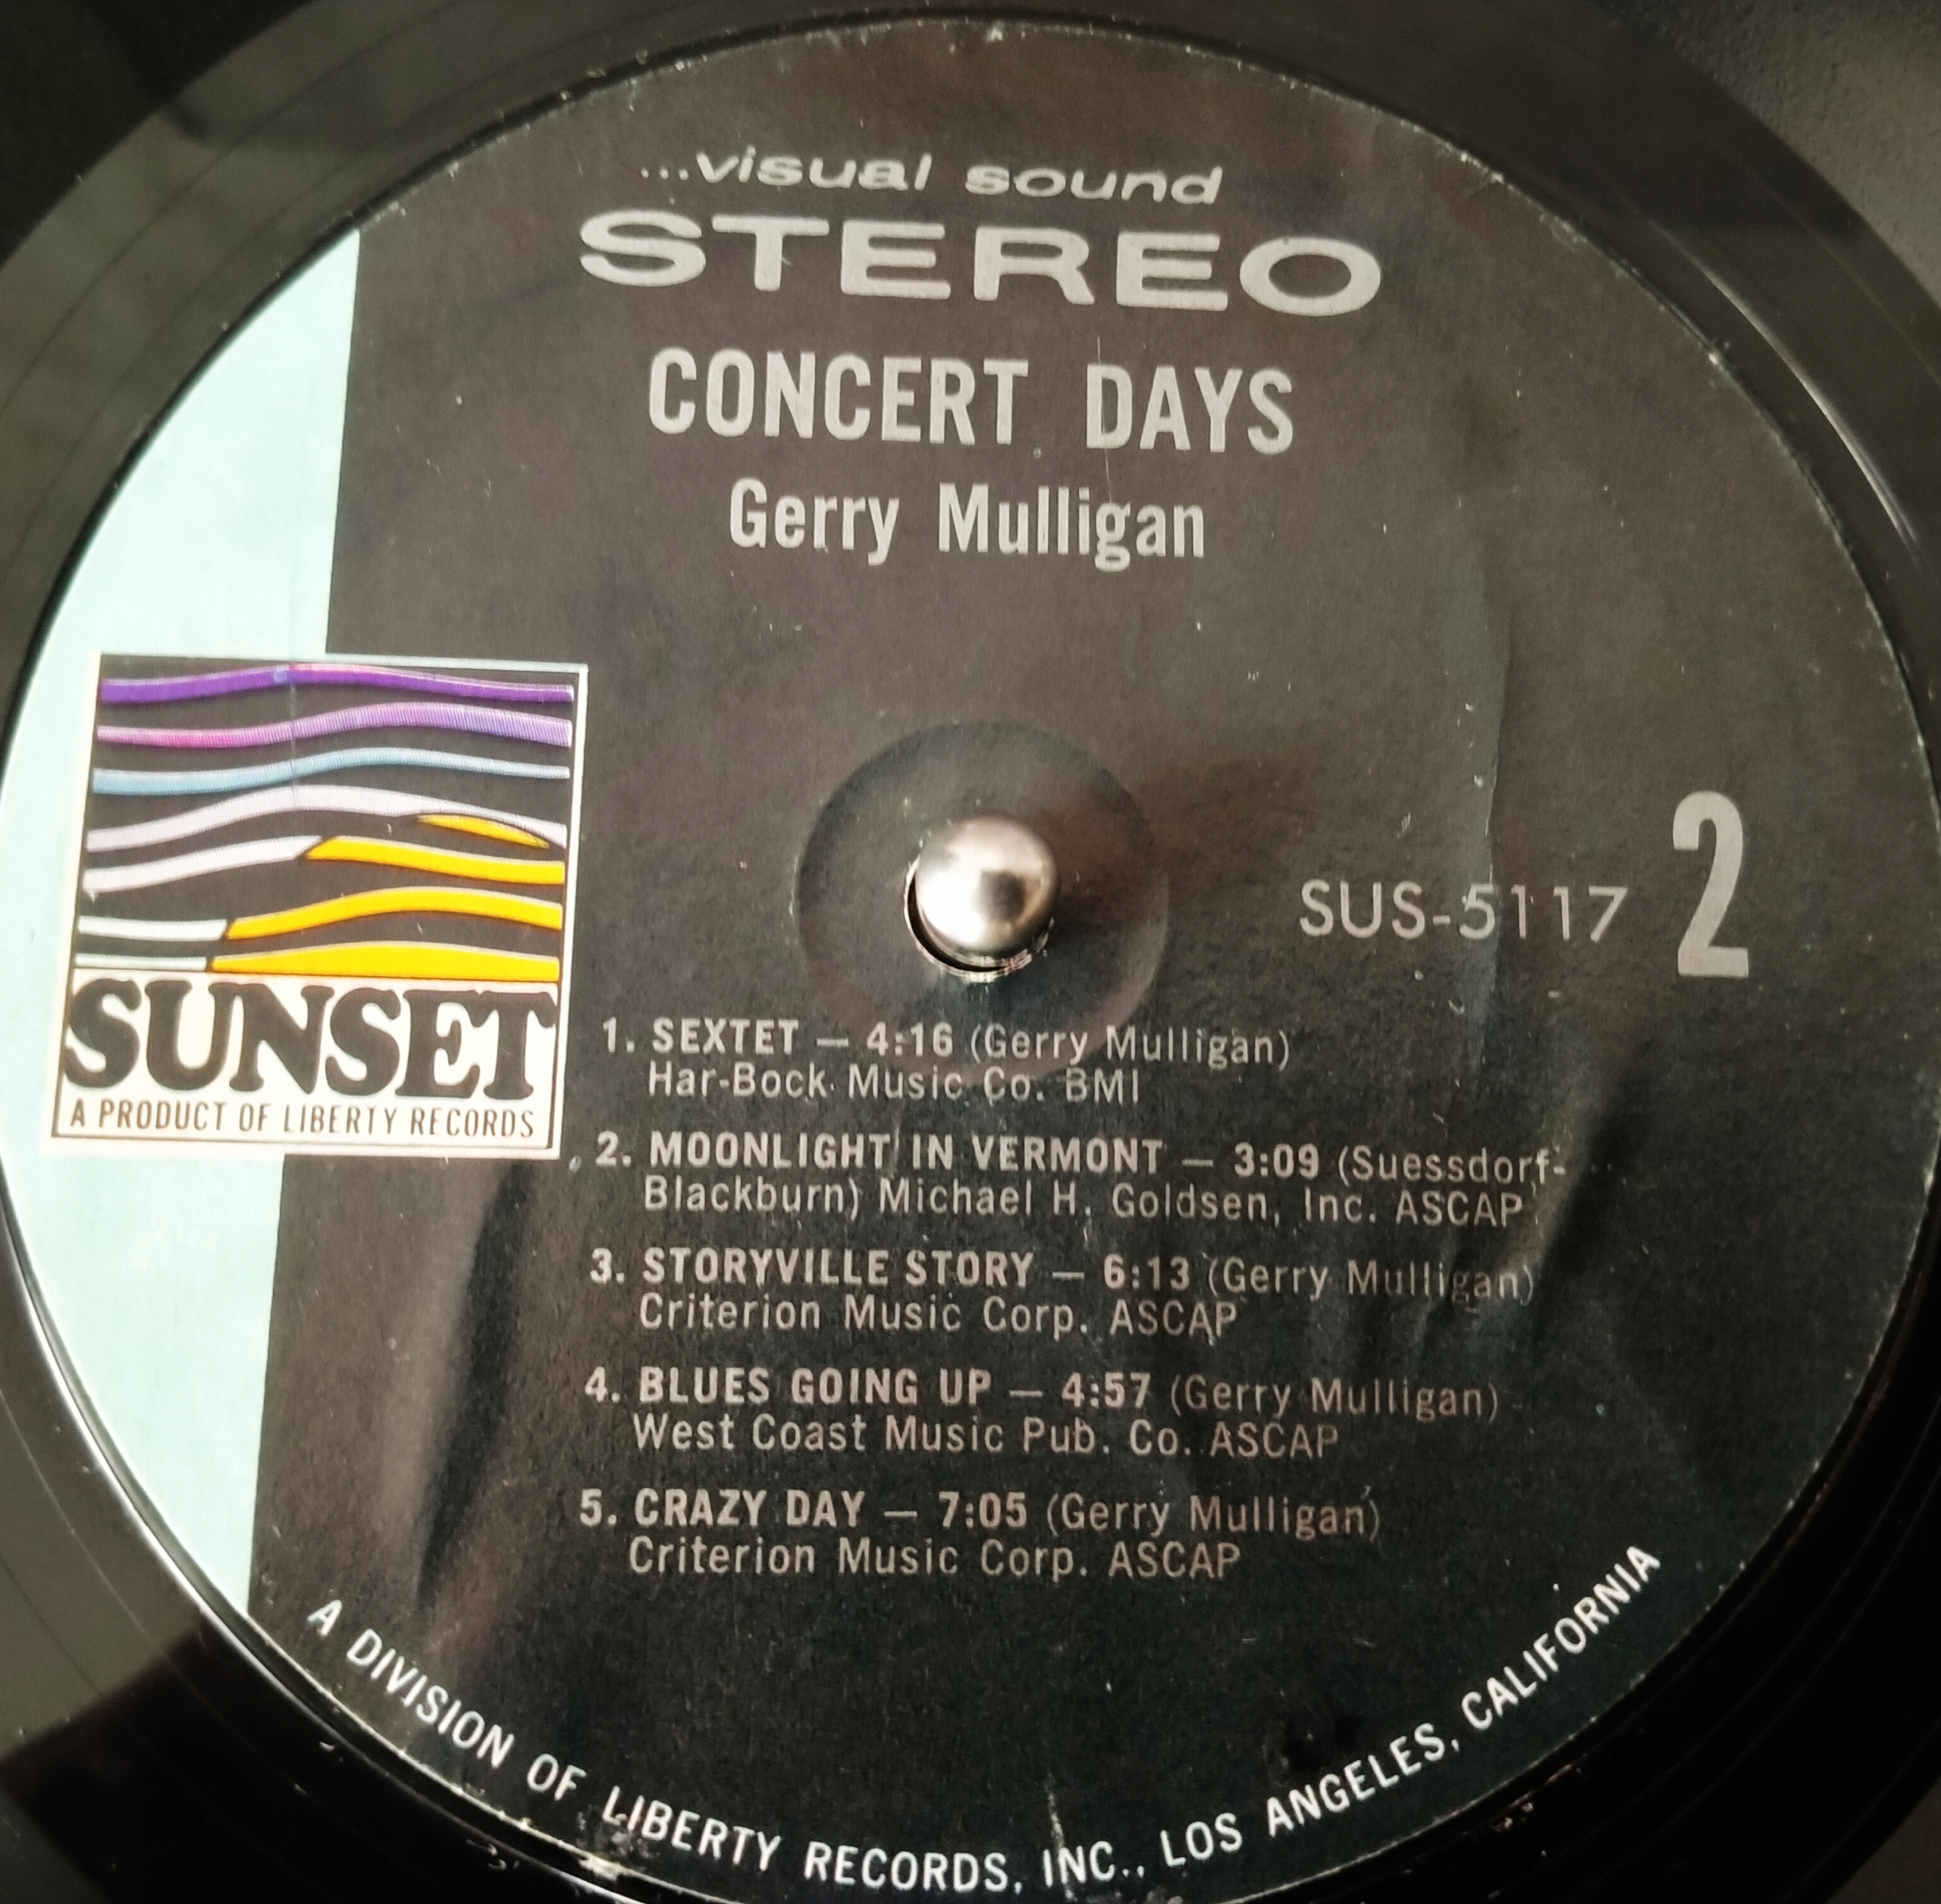 ...visual sound
STEREO
CONCERT DAYS
Gerry Mulligan
SUNSET
A PRODUCT OF LIBERTY RECORDS
SUS-5117 2
1. SEXTET — 4:16 (Gerry Mulligan)
Har-Bock Music Co. BMI
2. MOONLIGHT IN VERMONT — 3:09 (Suessdorf-
Blackburn) Michael H. Goldsen, Inc. ASCAP
3. STORYVILLE STORY — 6:13 (Gerry Mulligan)
Criterion Music Corp. ASCAP
4. BLUES GOING UP — 4:57 (Gerry Mulligan)
West Coast Music Pub. Co. ASCAP
5. CRAZY DAY — 7:05 (Gerry Mulligan)
Criterion Music Corp. ASCAP
A DIVISION OF LIBERTY RECORDS, INC., LOS ANGELES, CALIFORNIA